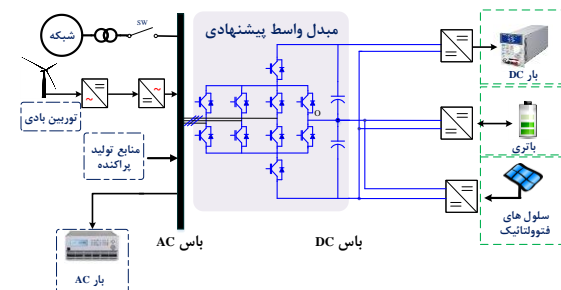 شبکه
SW
مبدل واسط پیشنهادی
بار DC
توربین بادی
O
باتری
منابع تولید
پراکنده
سلول های
فتوولتائیک
باس AC
باس DC
بار AC